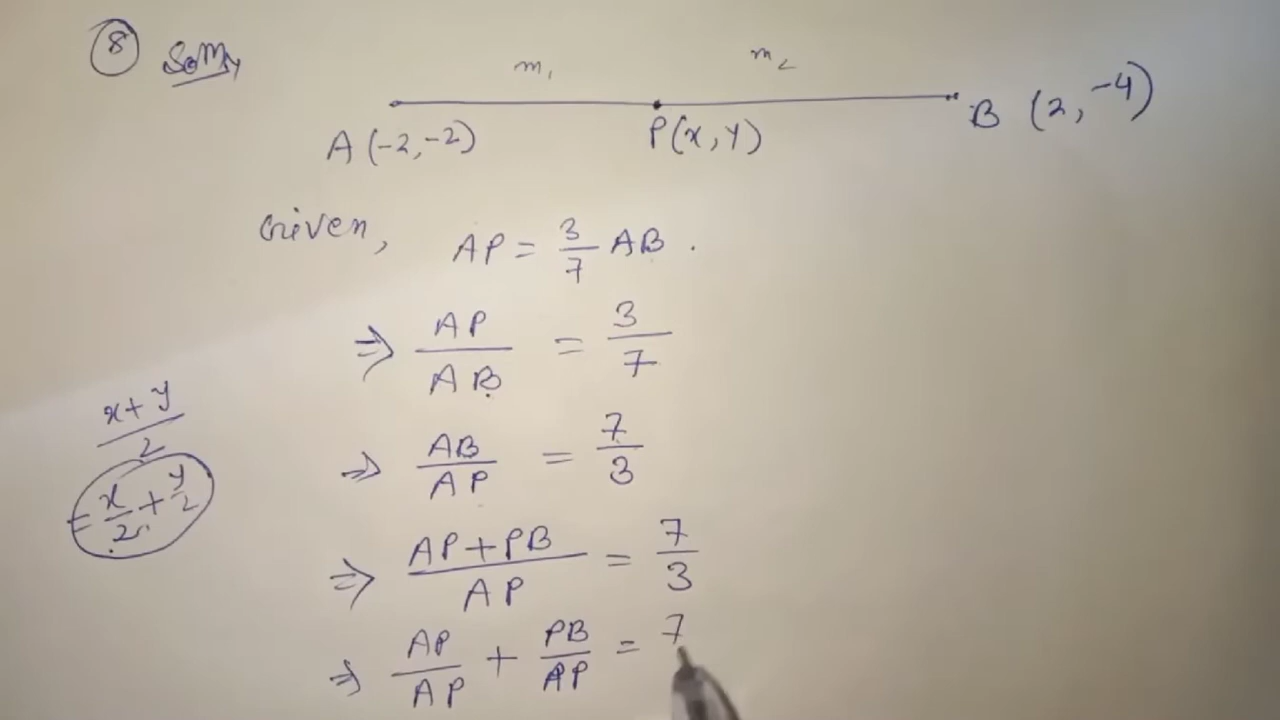 8 Soln
m₁ m₂
A (-2,-2) P(x,y) B (2,-4)
Given, AP = 3/7 AB.
⇒ AP/AB = 3/7
⇒ AB/AP = 7/3
x+y/2
= x/2 + y/2
⇒ AP+PB/AP = 7/3
⇒ AP/AP + PB/AP = 7